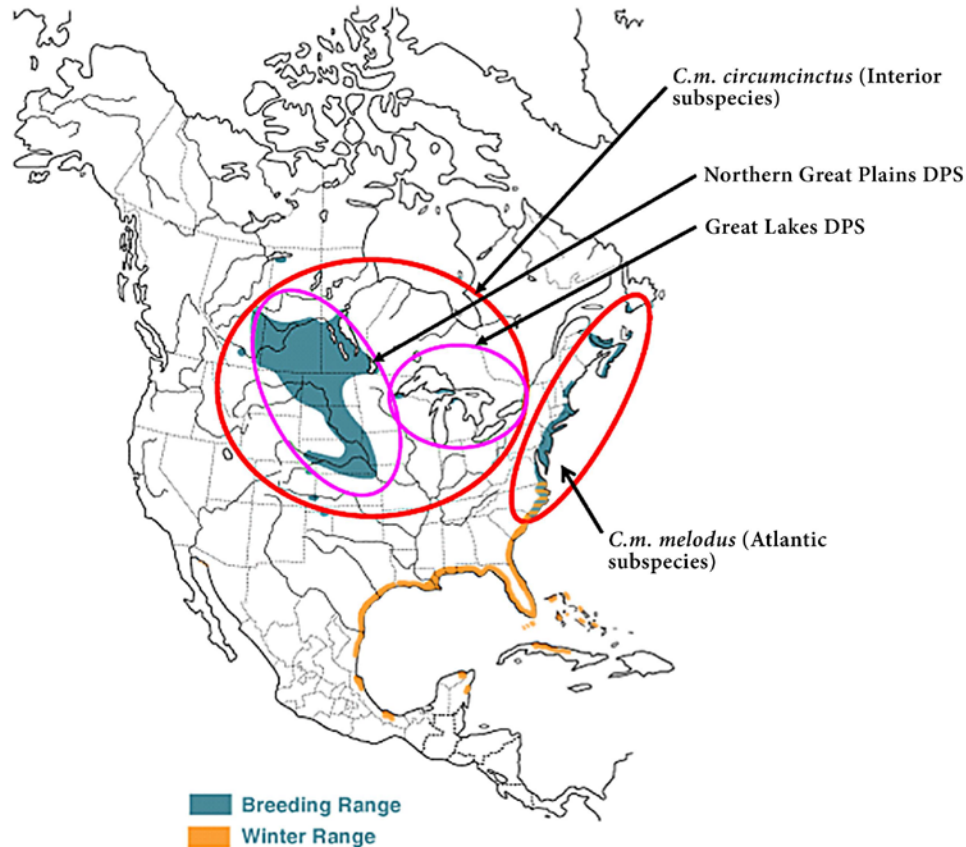 C.m. circumcinctus (Interior
subspecies)
Northern Great Plains DPS
Great Lakes DPS
C.m. melodus (Atlantic
subspecies)
Breeding Range
Winter Range